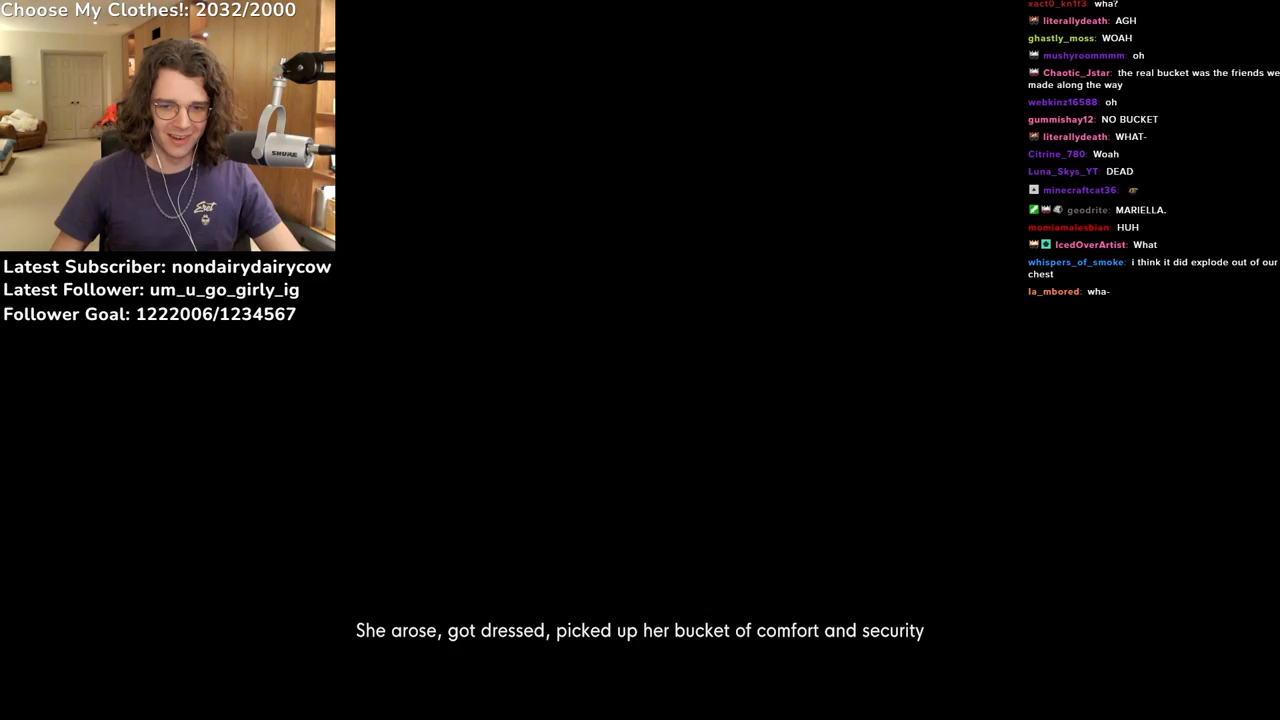 Choose My Clothes!: 2032/2000
SHURE
Eret
Latest Subscriber: nondairydairycow
Latest Follower: um_u_go_girly_ig
Follower Goal: 1222006/1234567
xact0_kn1f3: wha?
literallydeath: AGH
ghastly_moss: WOAH
mushyroommmm: oh
Chaotic_Jstar: the real bucket was the friends we
made along the way
webkinz16588: oh
gummishay12: NO BUCKET
literallydeath: WHAT-
Citrine_780: Woah
Luna_Skys_YT: DEAD
minecraftcat36:
geodrite: MARIELLA.
momiamalesbian: HUH
IcedOverArtist: What
whispers_of_smoke: i think it did explode out of our
chest
Ia_mbored: wha-
She arose, got dressed, picked up her bucket of comfort and security